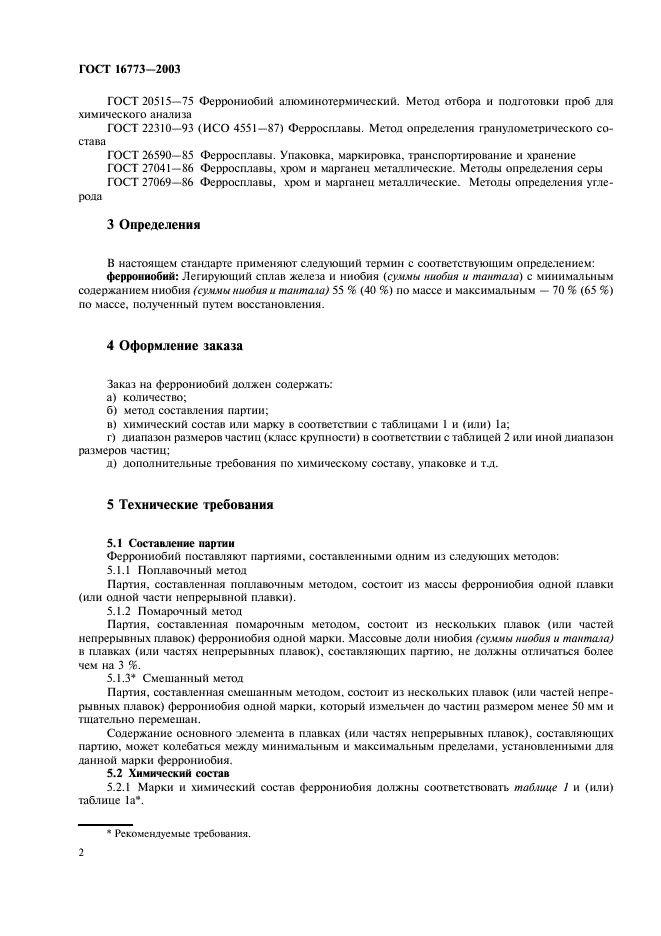 ГОСТ 16773—2003
ГОСТ 20515—75 Феррониобий алюминотермический. Метод отбора и подготовки проб для
химического анализа
ГОСТ 22310—93 (ИСО 4551—87) Ферросплавы. Метод определения гранулометрического со-
става
ГОСТ 26590—85 Ферросплавы. Упаковка, маркировка, транспортирование и хранение
ГОСТ 27041—86 Ферросплавы, хром и марганец металлические. Методы определения серы
ГОСТ 27069—86 Ферросплавы, хром и марганец металлические. Методы определения угле-
рода
3 Определения
В настоящем стандарте применяют следующий термин с соответствующим определением:
феррониобий: Легирующий сплав железа и ниобия (суммы ниобия и тантала) с минимальным
содержанием ниобия (суммы ниобия и тантала) 55 % (40 %) по массе и максимальным — 70 % (65 %)
по массе, полученный путем восстановления.
4 Оформление заказа
Заказ на феррониобий должен содержать:
а) количество;
б) метод составления партии;
в) химический состав или марку в соответствии с таблицами 1 и (или) 1а;
г) диапазон размеров частиц (класс крупности) в соответствии с таблицей 2 или иной диапазон
размеров частиц;
д) дополнительные требования по химическому составу, упаковке и т.д.
5 Технические требования
5.1 Составление партии
Феррониобий поставляют партиями, составленными одним из следующих методов:
5.1.1 Поплавочный метод
Партия, составленная поплавочным методом, состоит из массы феррониобия одной плавки
(или одной части непрерывной плавки).
5.1.2 Помарочный метод
Партия, составленная помарочным методом, состоит из нескольких плавок (или частей
непрерывных плавок) феррониобия одной марки. Массовые доли ниобия (суммы ниобия и тантала)
в плавках (или частях непрерывных плавок), составляющих партию, не должны отличаться более
чем на 3 %.
5.1.3* Смешанный метод
Партия, составленная смешанным методом, состоит из нескольких плавок (или частей непре-
рывных плавок) феррониобия одной марки, который измельчен до частиц размером менее 50 мм и
тщательно перемешан.
Содержание основного элемента в плавках (или частях непрерывных плавок), составляющих
партию, может колебаться между минимальным и максимальным пределами, установленными для
данной марки феррониобия.
5.2 Химический состав
5.2.1 Марки и химический состав феррониобия должны соответствовать таблице 1 и (или)
таблице 1а*.
* Рекомендуемые требования.
2